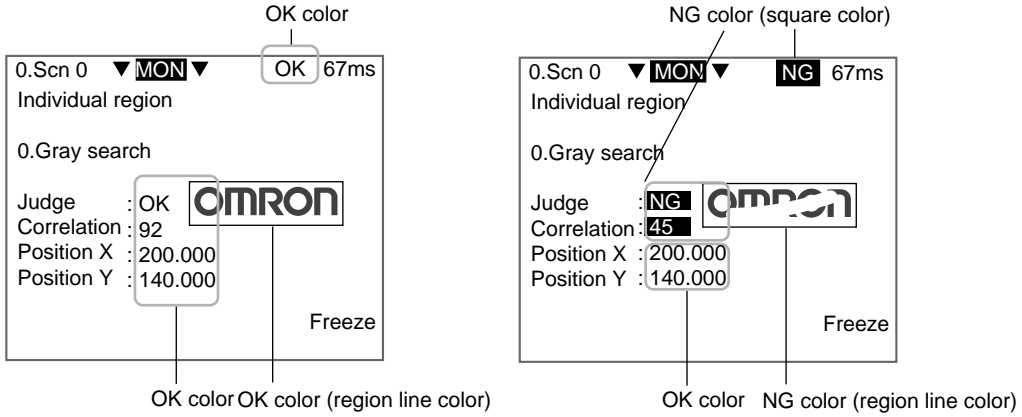 OK color
0.Scn 0 ▼ MON ▼ OK 67ms
Individual region
0.Gray search
Judge : OK
Correlation : 92
Position X : 200.000
Position Y : 140.000
OMRON
Freeze
OK color
OK color (region line color)
NG color (square color)
0.Scn 0 ▼ MON ▼ NG 67ms
Individual region
0.Gray search
Judge : NG
Correlation : 45
Position X : 200.000
Position Y : 140.000
OMRON
Freeze
OK color
NG color (region line color)